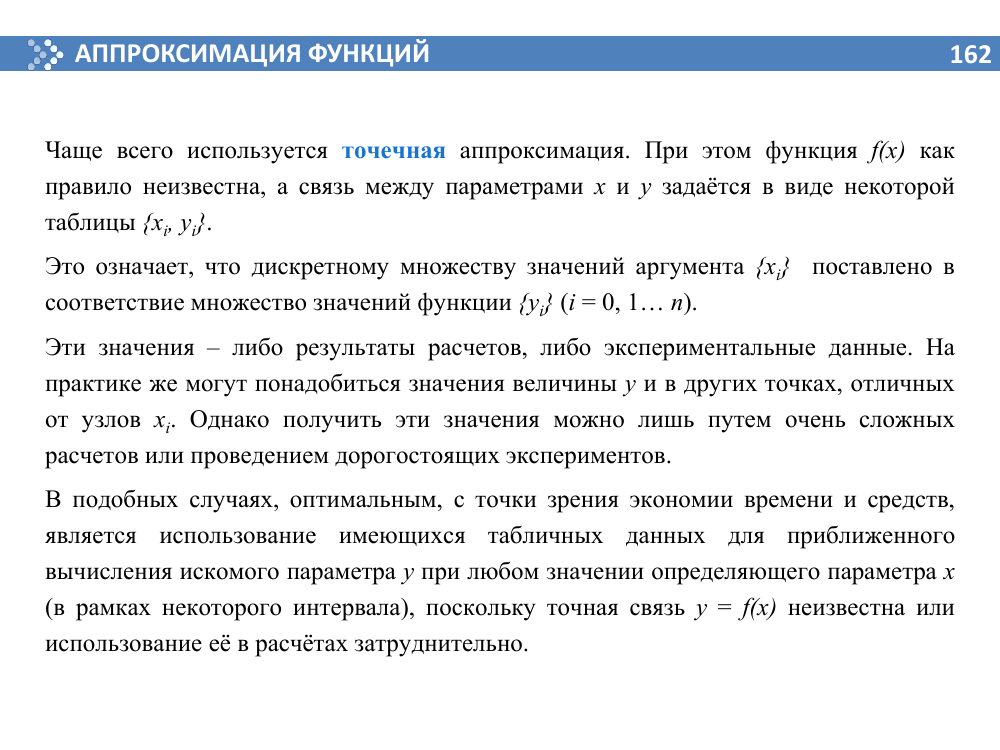 АППРОКСИМАЦИЯ ФУНКЦИЙ 162
Чаще всего используется точечная аппроксимация. При этом функция f(x) как
правило неизвестна, а связь между параметрами x и y задаётся в виде некоторой
таблицы {xi, yi}.
Это означает, что дискретному множеству значений аргумента {xi} поставлено в
соответствие множество значений функции {yi} (i = 0, 1… n).
Эти значения – либо результаты расчетов, либо экспериментальные данные. На
практике же могут понадобиться значения величины y и в других точках, отличных
от узлов xi. Однако получить эти значения можно лишь путем очень сложных
расчетов или проведением дорогостоящих экспериментов.
В подобных случаях, оптимальным, с точки зрения экономии времени и средств,
является использование имеющихся табличных данных для приближенного
вычисления искомого параметра y при любом значении определяющего параметра x
(в рамках некоторого интервала), поскольку точная связь y = f(x) неизвестна или
использование её в расчётах затруднительно.